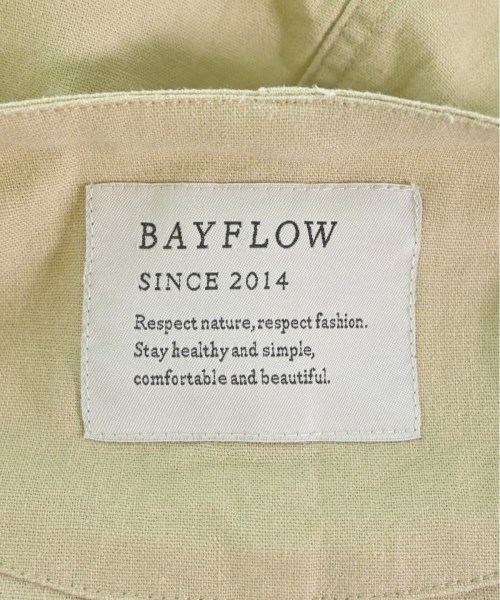 BAYFLOW
SINCE 2014
Respect nature, respect fashion.
Stay healthy and simple,
comfortable and beautiful.